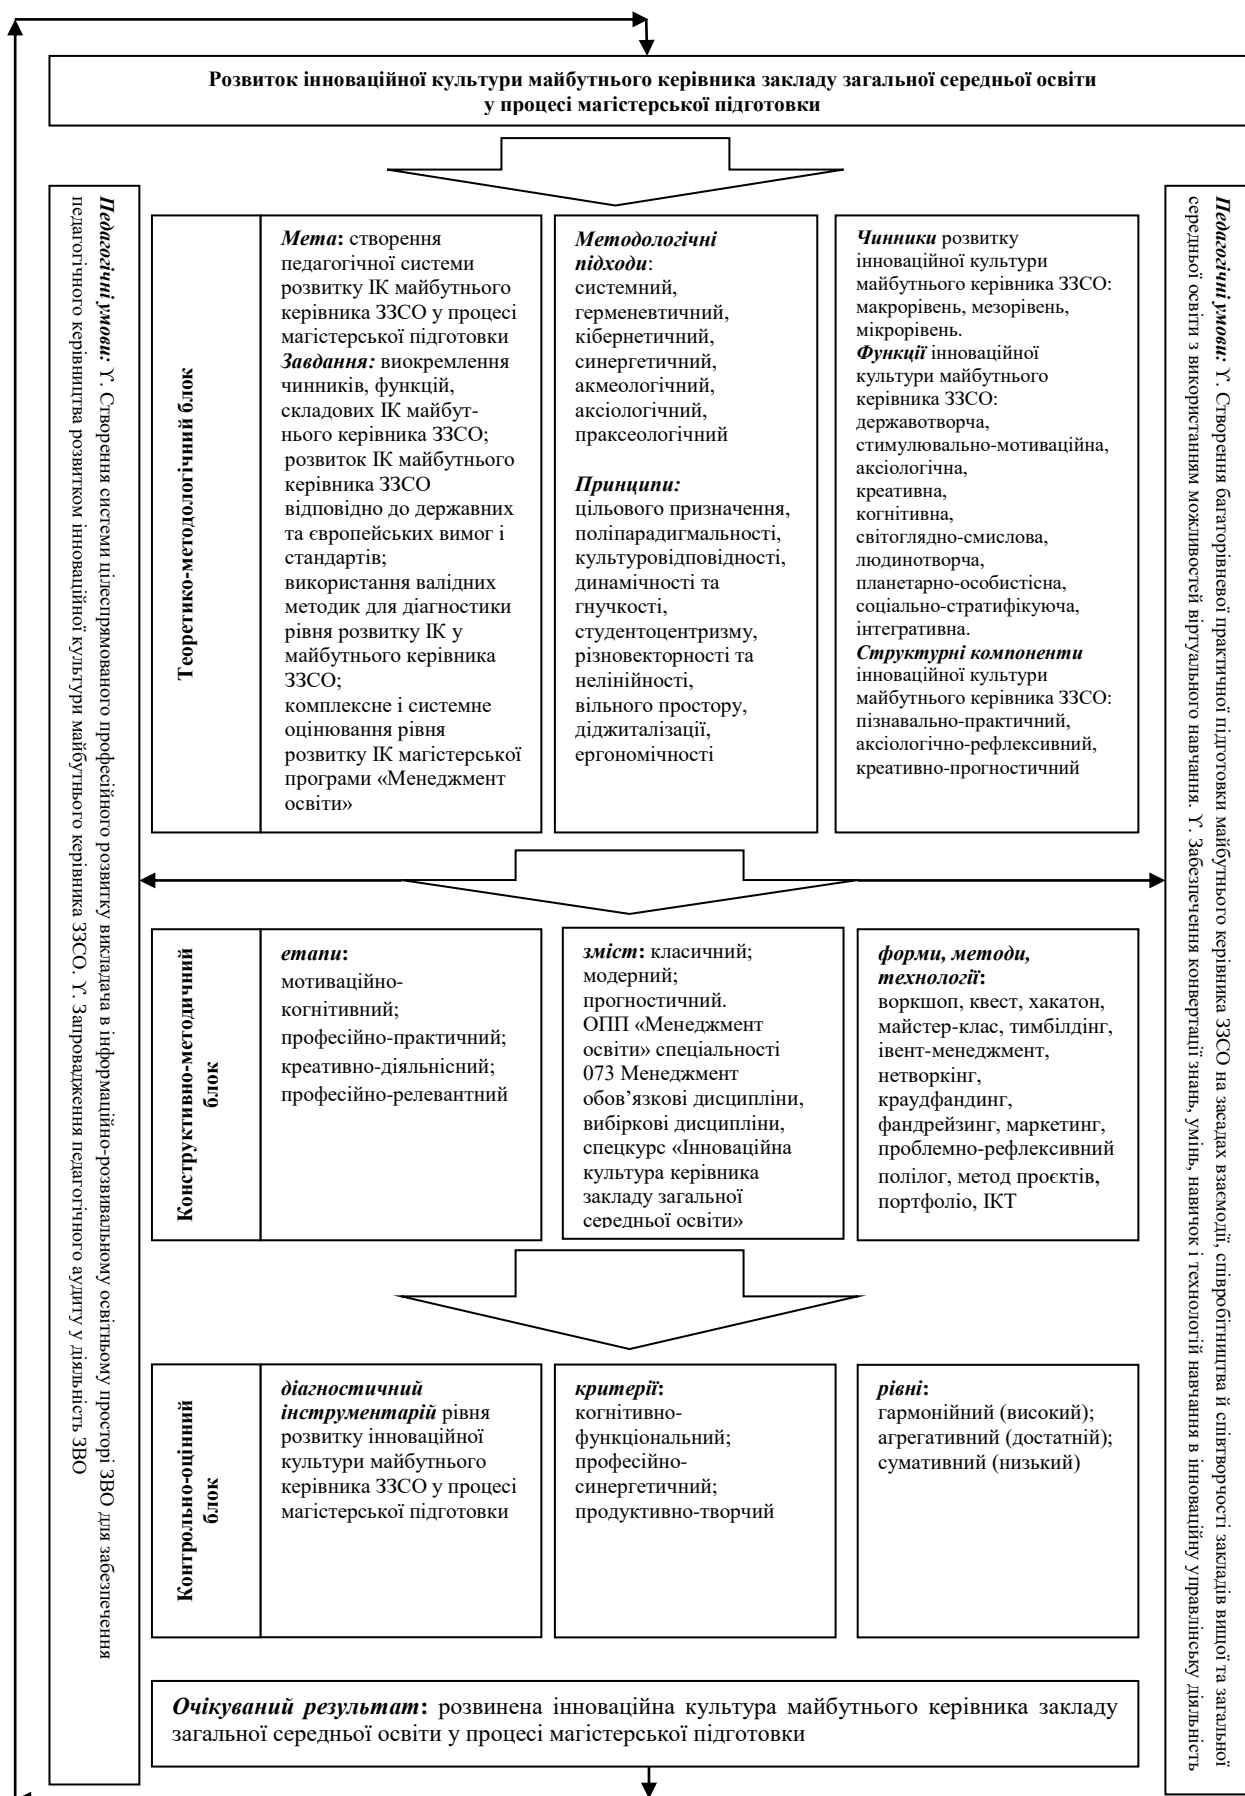 Розвиток інноваційної культури майбутнього керівника закладу загальної середньої освіти
у процесі магістерської підготовки
Педагогічні умови: ϒ. Створення системи цілеспрямованого професійного розвитку викладача в інформаційно-розвивальному освітньому просторі ЗВО для забезпечення
педагогічного керівництва розвитком інноваційної культури майбутнього керівника ЗЗСО. ϒ. Запровадження педагогічного аудиту у діяльність ЗВО
Теоретико-методологічний блок
Мета: створення
педагогічної системи
розвитку ІК майбутнього
керівника ЗЗСО у процесі
магістерської підготовки
Завдання: виокремлення
чинників, функцій,
складових ІК майбут-
нього керівника ЗЗСО;
розвиток ІК майбутнього
керівника ЗЗСО
відповідно до державних
та європейських вимог і
стандартів;
використання валідних
методик для діагностики
рівня розвитку ІК у
майбутнього керівника
ЗЗСО;
комплексне і системне
оцінювання рівня
розвитку ІК магістерської
програми «Менеджмент
освіти»
Методологічні
підходи:
системний,
герменевтичний,
кібернетичний,
синергетичний,
акмеологічний,
аксіологічний,
праксеологічний
Принципи:
цільового призначення,
поліпарадигмальності,
культуровідповідності,
динамічності та
гнучкості,
студентоцентризму,
різновекторності та
нелінійності,
вільного простору,
діджиталізації,
ергономічності
Чинники розвитку
інноваційної культури
майбутнього керівника ЗЗСО:
макрорівень, мезорівень,
мікрорівень.
Функції інноваційної
культури майбутнього
керівника ЗЗСО:
державотворча,
стимулювально-мотиваційна,
аксіологічна,
креативна,
когнітивна,
світоглядно-смислова,
людинотворча,
планетарно-особистісна,
соціально-стратифікуюча,
інтегративна.
Структурні компоненти
інноваційної культури
майбутнього керівника ЗЗСО:
пізнавально-практичний,
аксіологічно-рефлексивний,
креативно-прогностичний
Педагогічні умови: ϒ. Створення багаторівневої практичної підготовки майбутнього керівника ЗЗСО на засадах взаємодії, співробітництва й співтворчості закладів вищої та загальної
середньої освіти з використанням можливостей віртуального навчання. ϒ. Забезпечення конвертації знань, умінь, навичок і технологій навчання в інноваційну управлінську діяльність
Конструктивно-методичний
блок
етапи:
мотиваційно-
когнітивний;
професійно-практичний;
креативно-діяльнісний;
професійно-релевантний
зміст: класичний;
модерний;
прогностичний.
ОПП «Менеджмент
освіти» спеціальності
073 Менеджмент
обов’язкові дисципліни,
вибіркові дисципліни,
спецкурс «Інноваційна
культура керівника
закладу загальної
середньої освіти»
форми, методи,
технології:
воркшоп, квест, хакатон,
майстер-клас, тимбілдінг,
івент-менеджмент,
нетворкінг,
краудфандинг,
фандрейзинг, маркетинг,
проблемно-рефлексивний
полілог, метод проєктів,
портфоліо, ІКТ
Контрольно-оцінний
блок
діагностичний
інструментарій рівня
розвитку інноваційної
культури майбутнього
керівника ЗЗСО у процесі
магістерської підготовки
критерії:
когнітивно-
функціональний;
професійно-
синергетичний;
продуктивно-творчий
рівні:
гармонійний (високий);
агрегативний (достатній);
сумативний (низький)
Очікуваний результат: розвинена інноваційна культура майбутнього керівника закладу
загальної середньої освіти у процесі магістерської підготовки